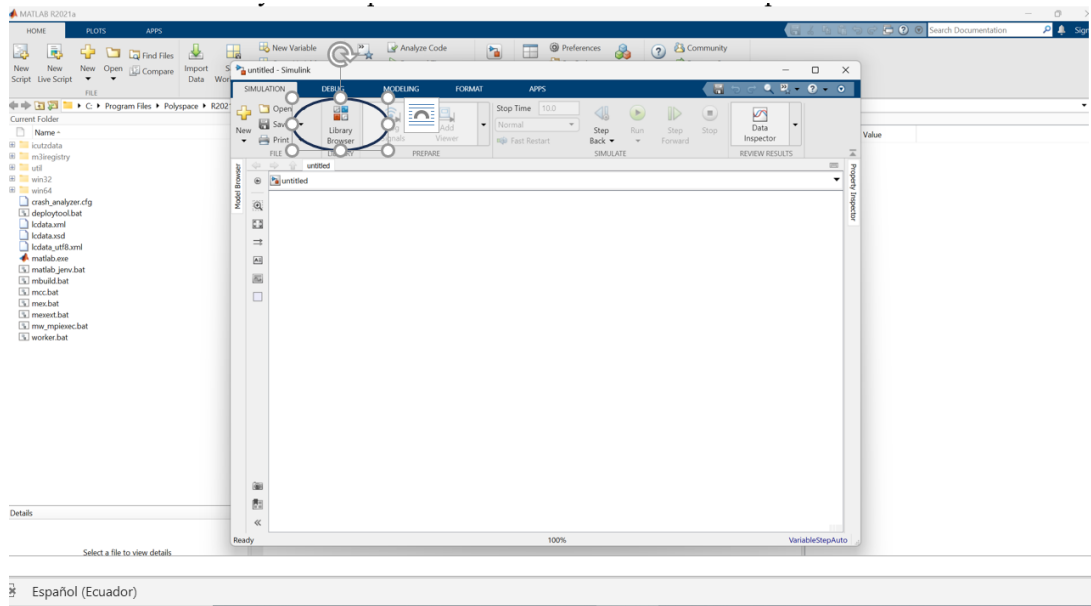 MATLAB R2021a
HOME PLOTS APPS
Search Documentation
New Script
New Live Script
New
Open
Find Files
Compare
Import Data
New Variable
Analyze Code
Preferences
Community
FILE
C: ▸ Program Files ▸ Polyspace ▸
Current Folder
Name
icutzdata
m3iregistry
util
win32
win64
crash_analyzer.cfg
deploytool.bat
lcdata.xml
lcdata.xsd
lcdata_utf8.xml
matlab.exe
matlab_jenv.bat
mbuild.bat
mcc.bat
mex.bat
mexext.bat
mw_mpiexec.bat
worker.bat
Details
Select a file to view details
untitled - Simulink
SIMULATION DEBUG MODELING FORMAT APPS
New
Open
Save
Print
FILE
Library Browser
Add Viewer
PREPARE
Stop Time 10.0
Normal
Fast Restart
Step Back
Run
Step Forward
Stop
SIMULATE
Data Inspector
REVIEW RESULTS
untitled
untitled
Model Browser
Property Inspector
Ready 100% VariableStepAuto
Value
Español (Ecuador)